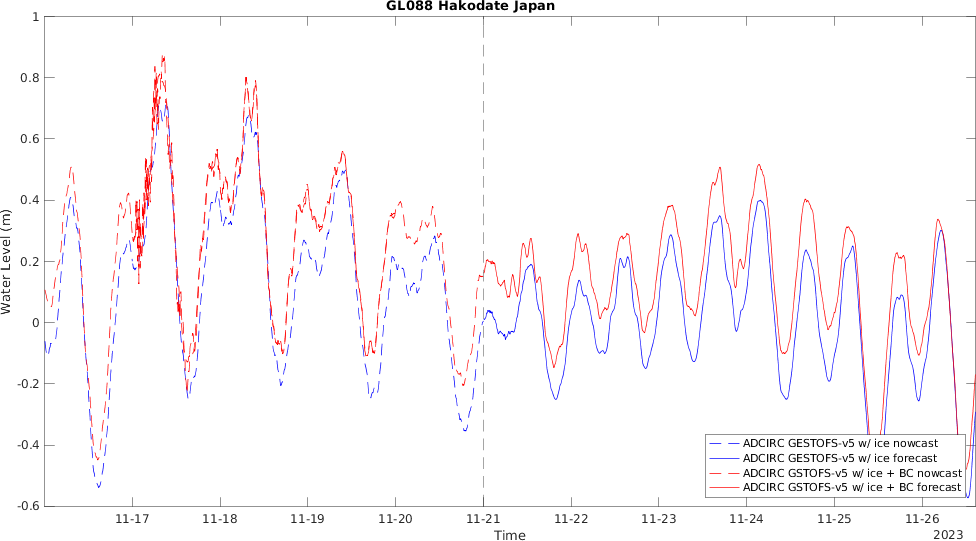 GL088 Hakodate Japan
1
0.8
0.6
0.4
0.2
0
-0.2
-0.4
-0.6
Water Level (m)
ADCIRC GESTOFS-v5 w/ ice nowcast
ADCIRC GESTOFS-v5 w/ ice forecast
ADCIRC GSTOFS-v5 w/ ice + BC nowcast
ADCIRC GSTOFS-v5 w/ ice + BC forecast
11-17 11-18 11-19 11-20 11-21 11-22 11-23 11-24 11-25 11-26
Time
2023